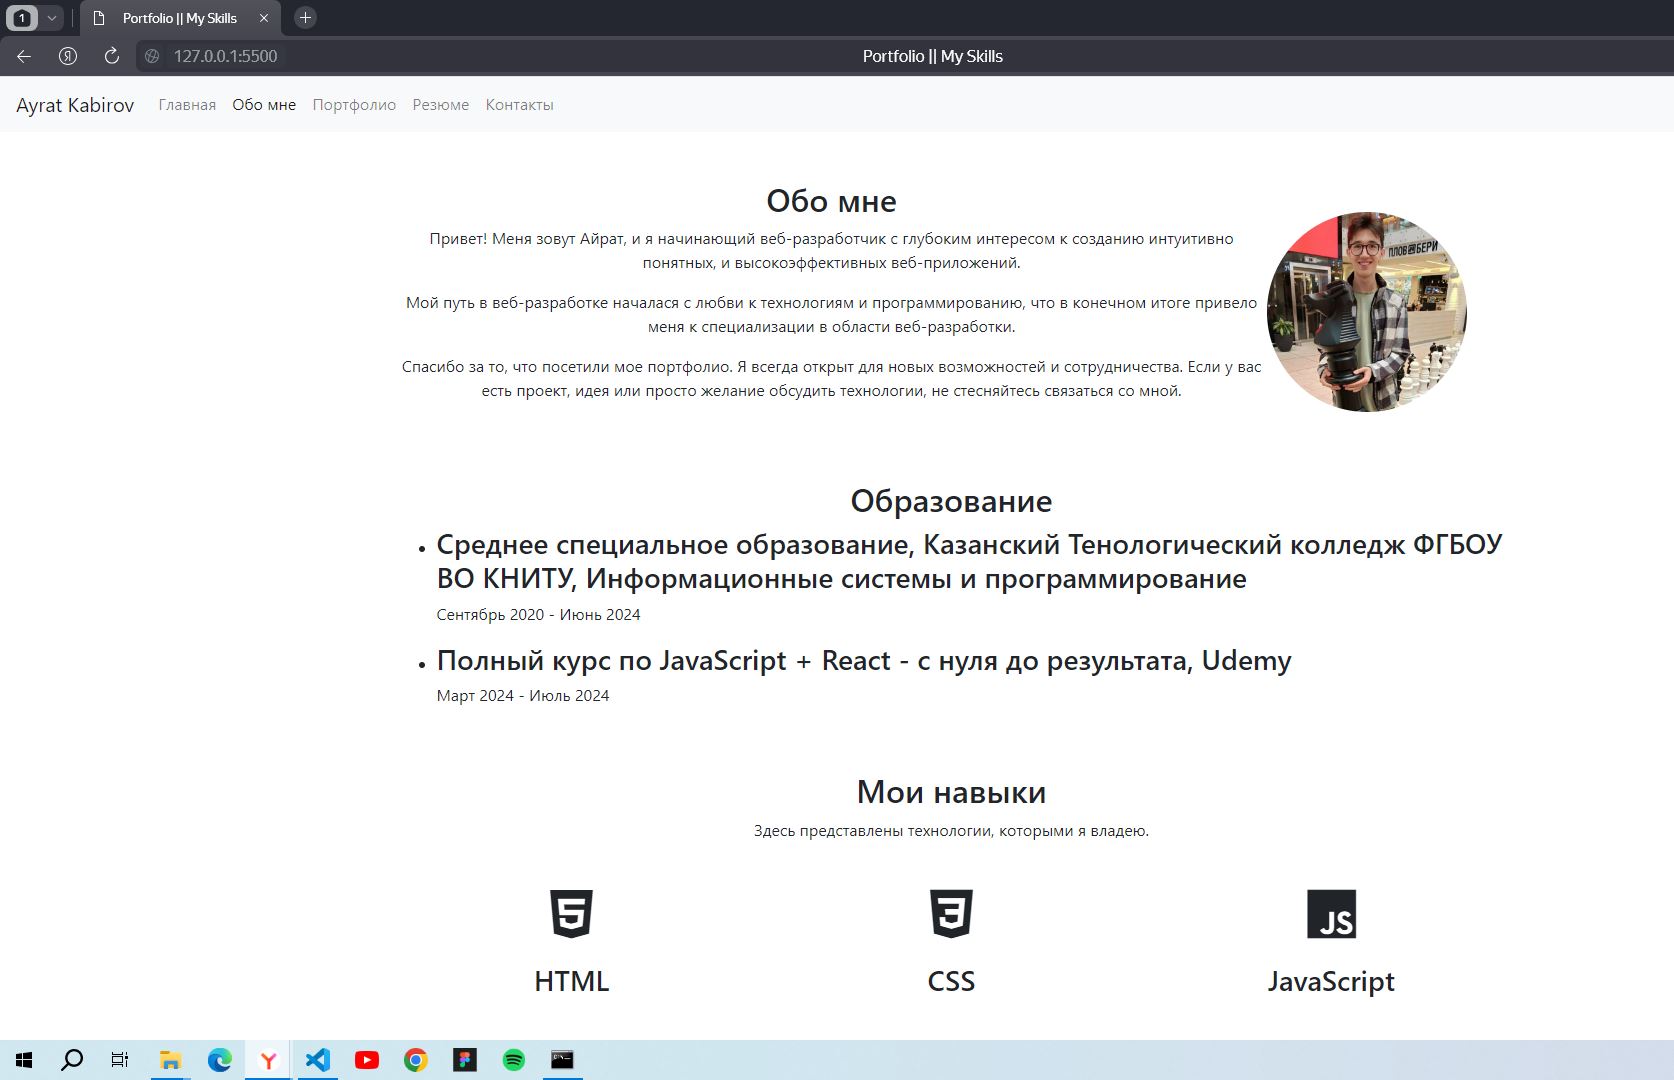 1
Portfolio || My Skills
Я
127.0.0.1:5500
Portfolio || My Skills
Ayrat Kabirov
Главная
Обо мне
Портфолио
Резюме
Контакты
Обо мне
Привет! Меня зовут Айрат, и я начинающий веб-разработчик с глубоким интересом к созданию интуитивно
понятных, и высокоэффективных веб-приложений.
Мой путь в веб-разработке началася с любви к технологиям и программированию, что в конечном итоге привело
меня к специализации в области веб-разработки.
Спасибо за то, что посетили мое портфолио. Я всегда открыт для новых возможностей и сотрудничества. Если у вас
есть проект, идея или просто желание обсудить технологии, не стесняйтесь связаться со мной.
ПЛОВ БЕРИ
Образование
Среднее специальное образование, Казанский Тенологический колледж ФГБОУ
ВО КНИТУ, Информационные системы и программирование
Сентябрь 2020 - Июнь 2024
Полный курс по JavaScript + React - с нуля до результата, Udemy
Март 2024 - Июль 2024
Мои навыки
Здесь представлены технологии, которыми я владею.
5
3
JS
HTML
CSS
JavaScript